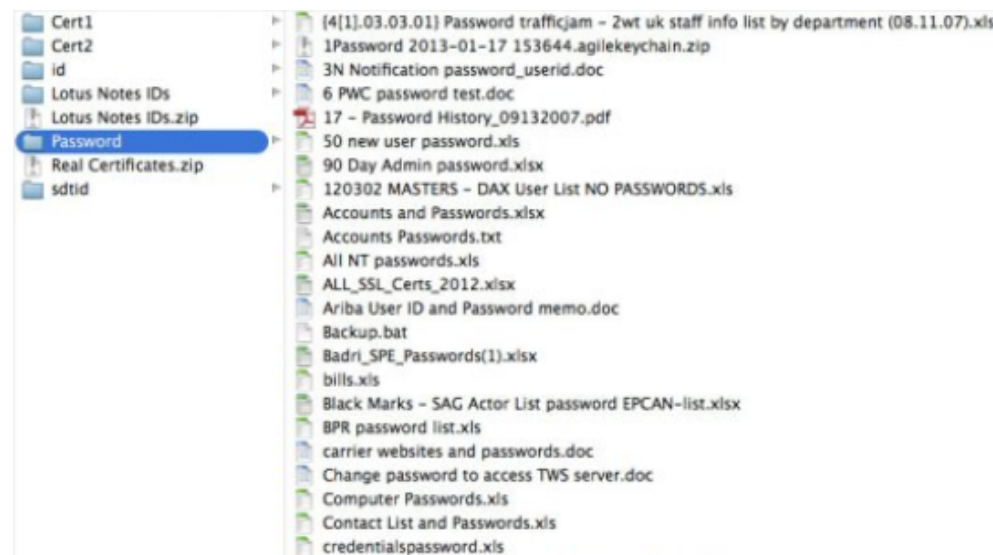 Cert1
Cert2
id
Lotus Notes IDs
Lotus Notes IDs.zip
Password
Real Certificates.zip
sdtid
{4[1].03.03.01} Password trafficjam – 2wt uk staff info list by department (08.11.07).xls
1Password 2013-01-17 153644.agilekeychain.zip
3N Notification password_userid.doc
6 PWC password test.doc
17 – Password History_09132007.pdf
50 new user password.xls
90 Day Admin password.xlsx
120302 MASTERS – DAX User List NO PASSWORDS.xls
Accounts and Passwords.xlsx
Accounts Passwords.txt
All NT passwords.xls
ALL_SSL_Certs_2012.xlsx
Ariba User ID and Password memo.doc
Backup.bat
Badri_SPE_Passwords(1).xlsx
bills.xls
Black Marks – SAG Actor List password EPCAN-list.xlsx
BPR password list.xls
carrier websites and passwords.doc
Change password to access TWS server.doc
Computer Passwords.xls
Contact List and Passwords.xls
credentialspassword.xls